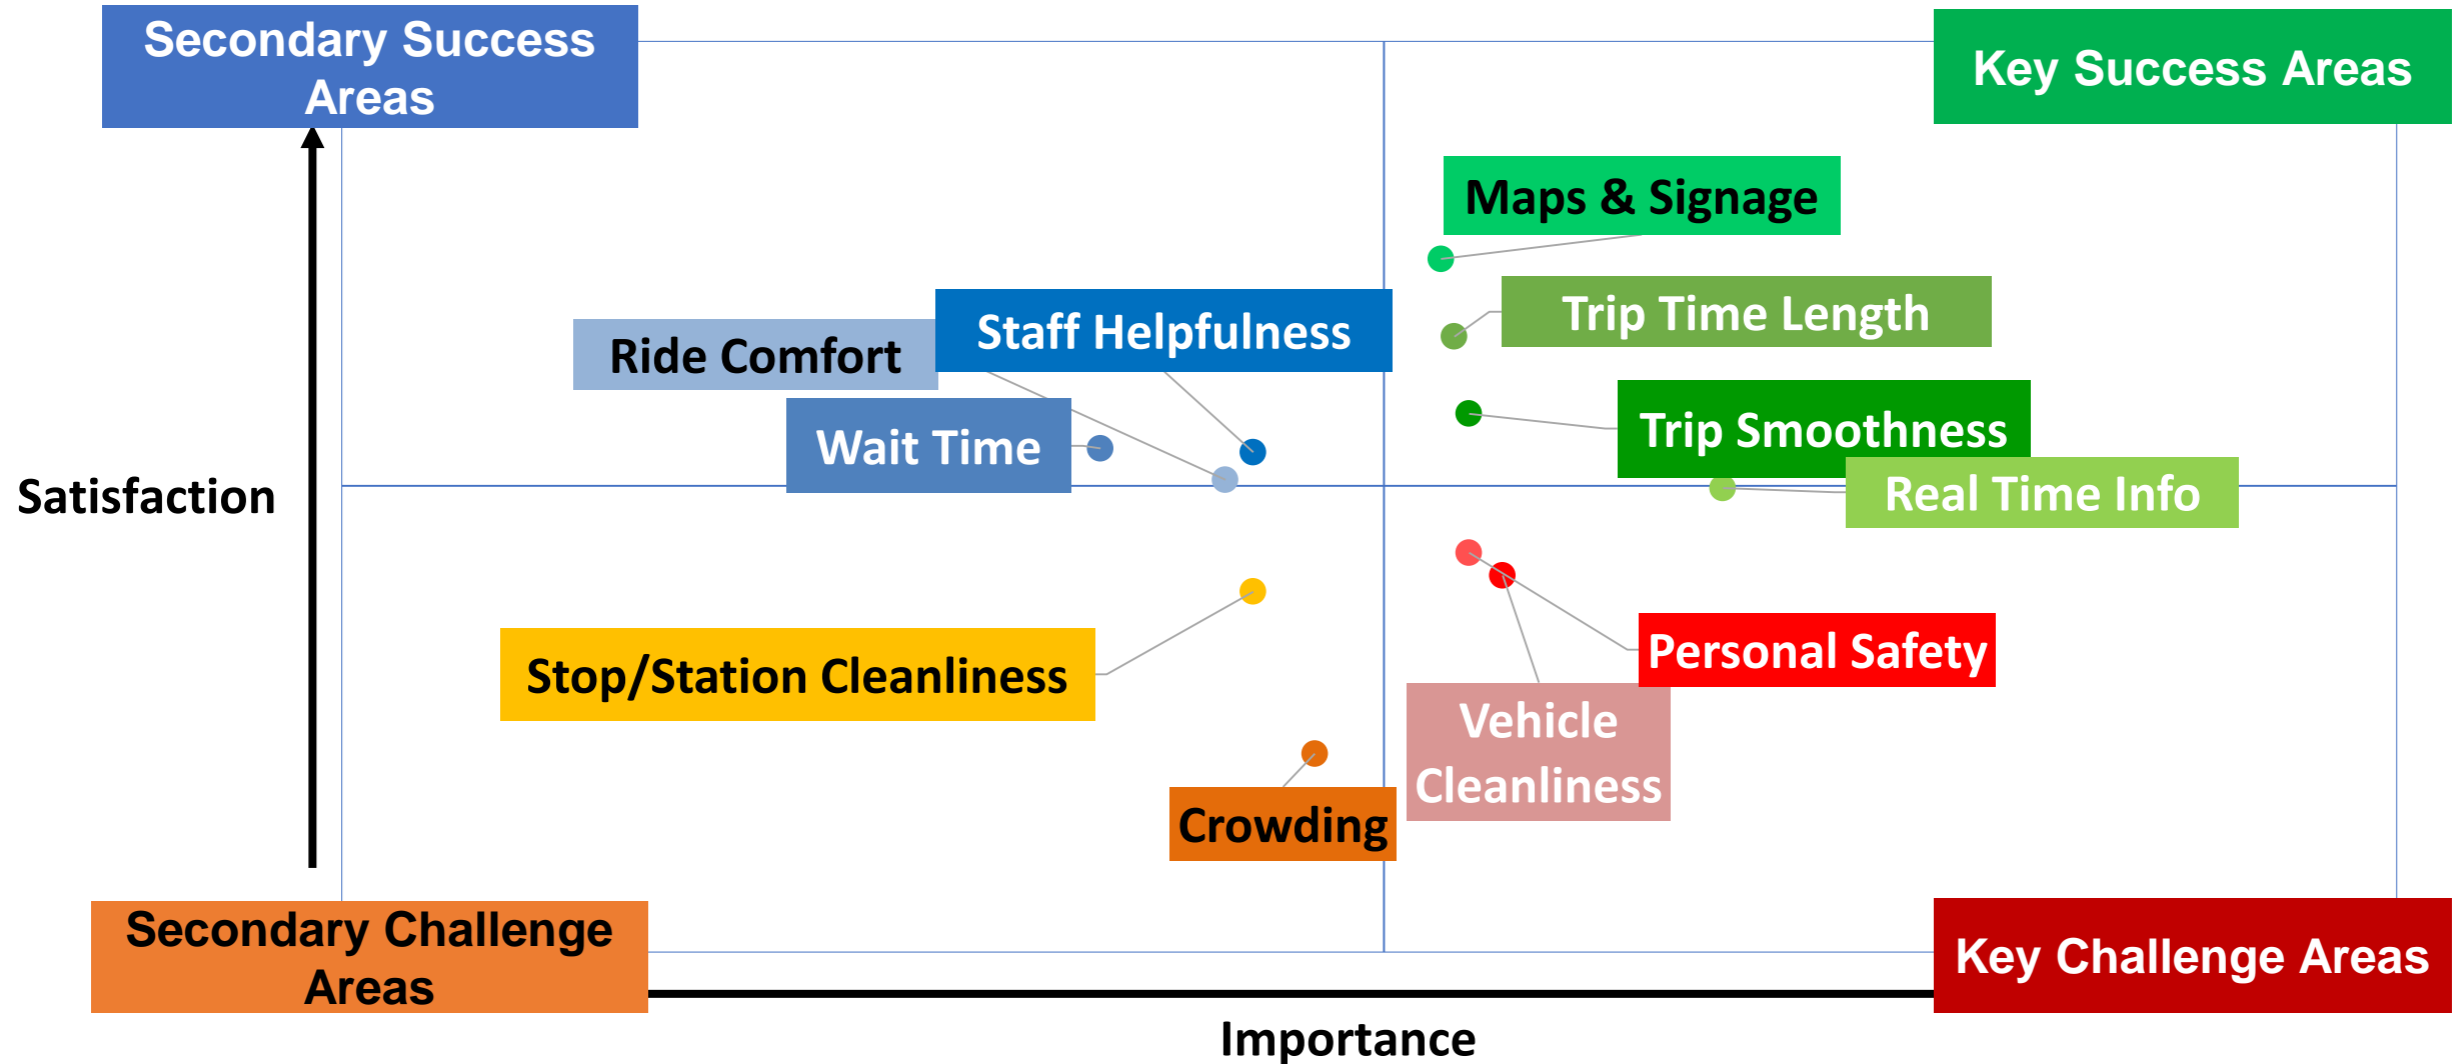 Secondary Success
Areas
Key Success Areas
Maps & Signage
Trip Time Length
Staff Helpfulness
Ride Comfort
Trip Smoothness
Wait Time
Real Time Info
Satisfaction
Personal Safety
Stop/Station Cleanliness
Vehicle
Cleanliness
Crowding
Secondary Challenge
Areas
Key Challenge Areas
Importance